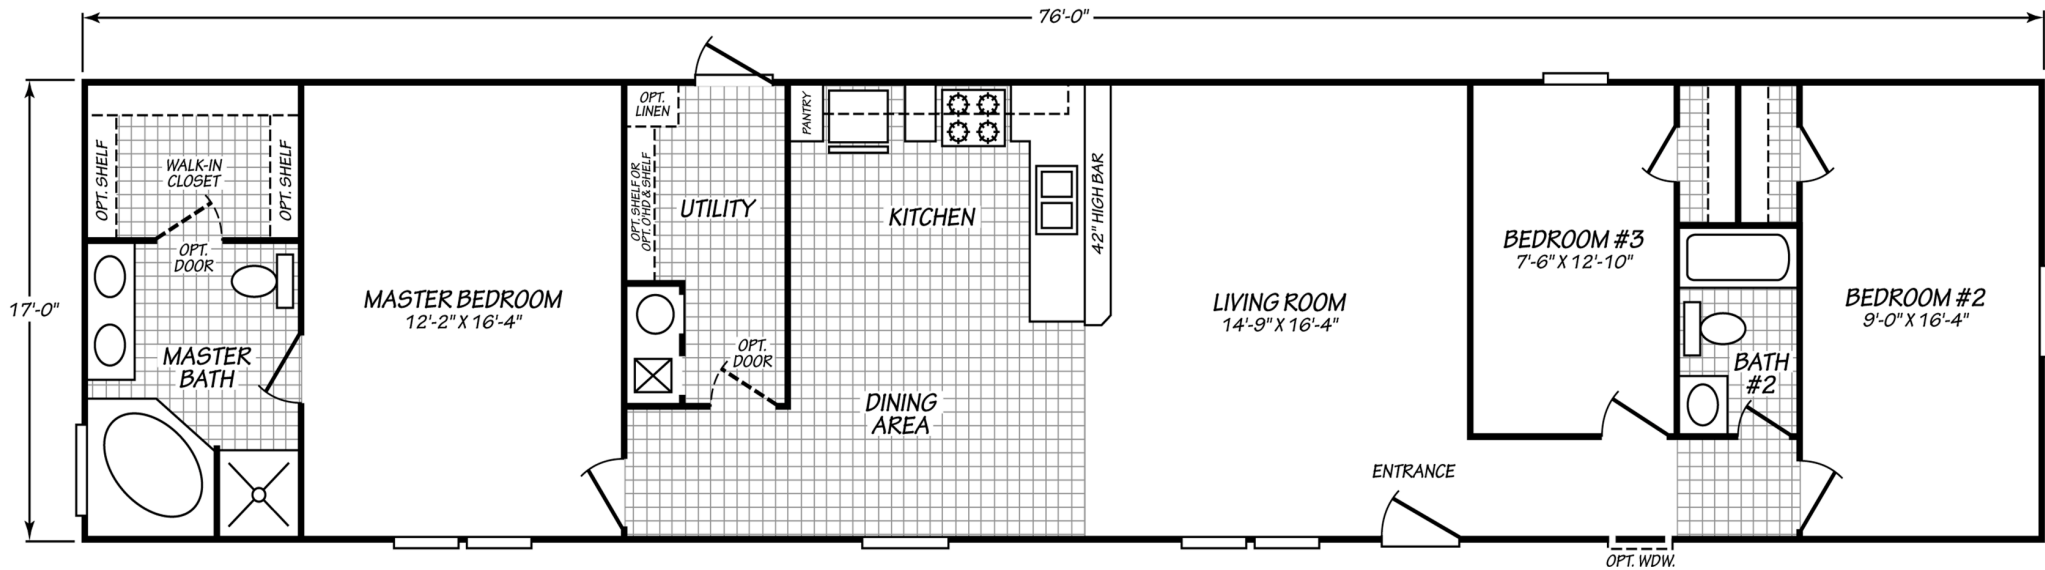 76'-0"
17'-0"
OPT. SHELF
WALK-IN
CLOSET
OPT. SHELF
OPT.
DOOR
MASTER
BATH
MASTER BEDROOM
12'-2" X 16'-4"
OPT.
LINEN
OPT. SHELF OR
OPT. O'HD & SHELF
UTILITY
OPT.
DOOR
PANTRY
KITCHEN
42" HIGH BAR
DINING
AREA
LIVING ROOM
14'-9" X 16'-4"
ENTRANCE
BEDROOM #3
7'-6" X 12'-10"
BATH
#2
BEDROOM #2
9'-0" X 16'-4"
OPT. WDW.